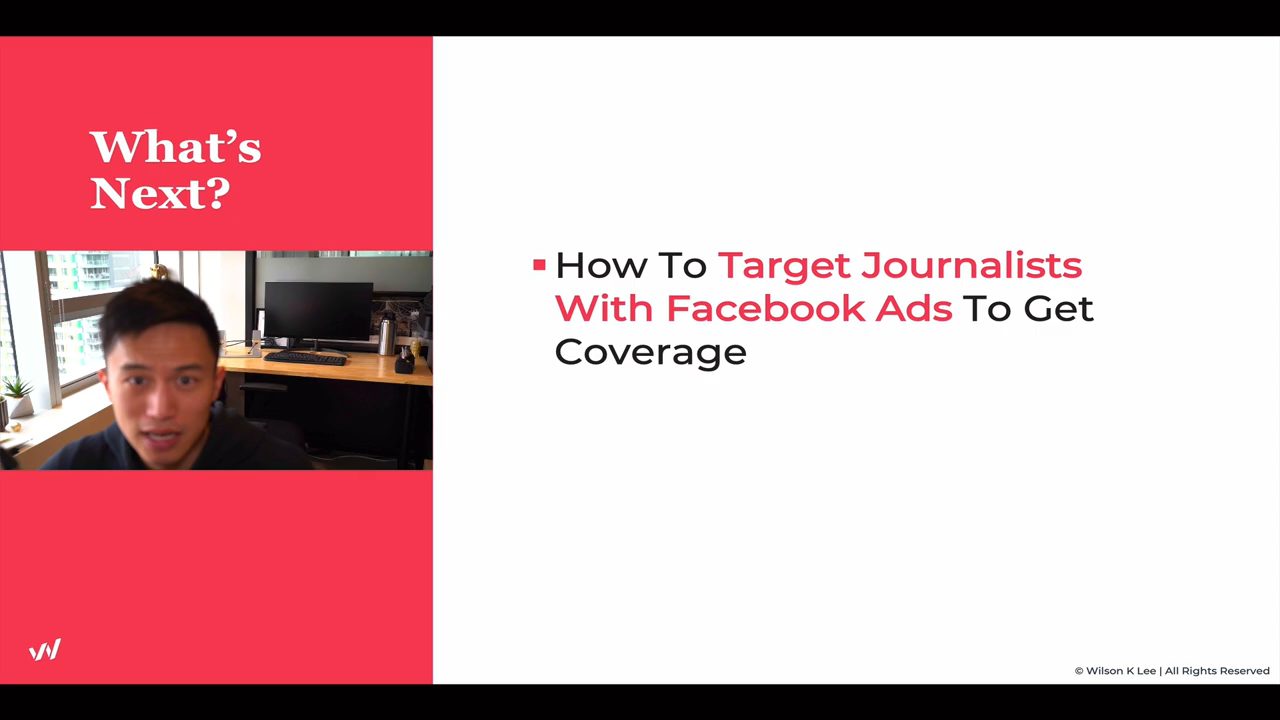 What’s
Next?
How To Target Journalists
With Facebook Ads To Get
Coverage
© Wilson K Lee | All Rights Reserved